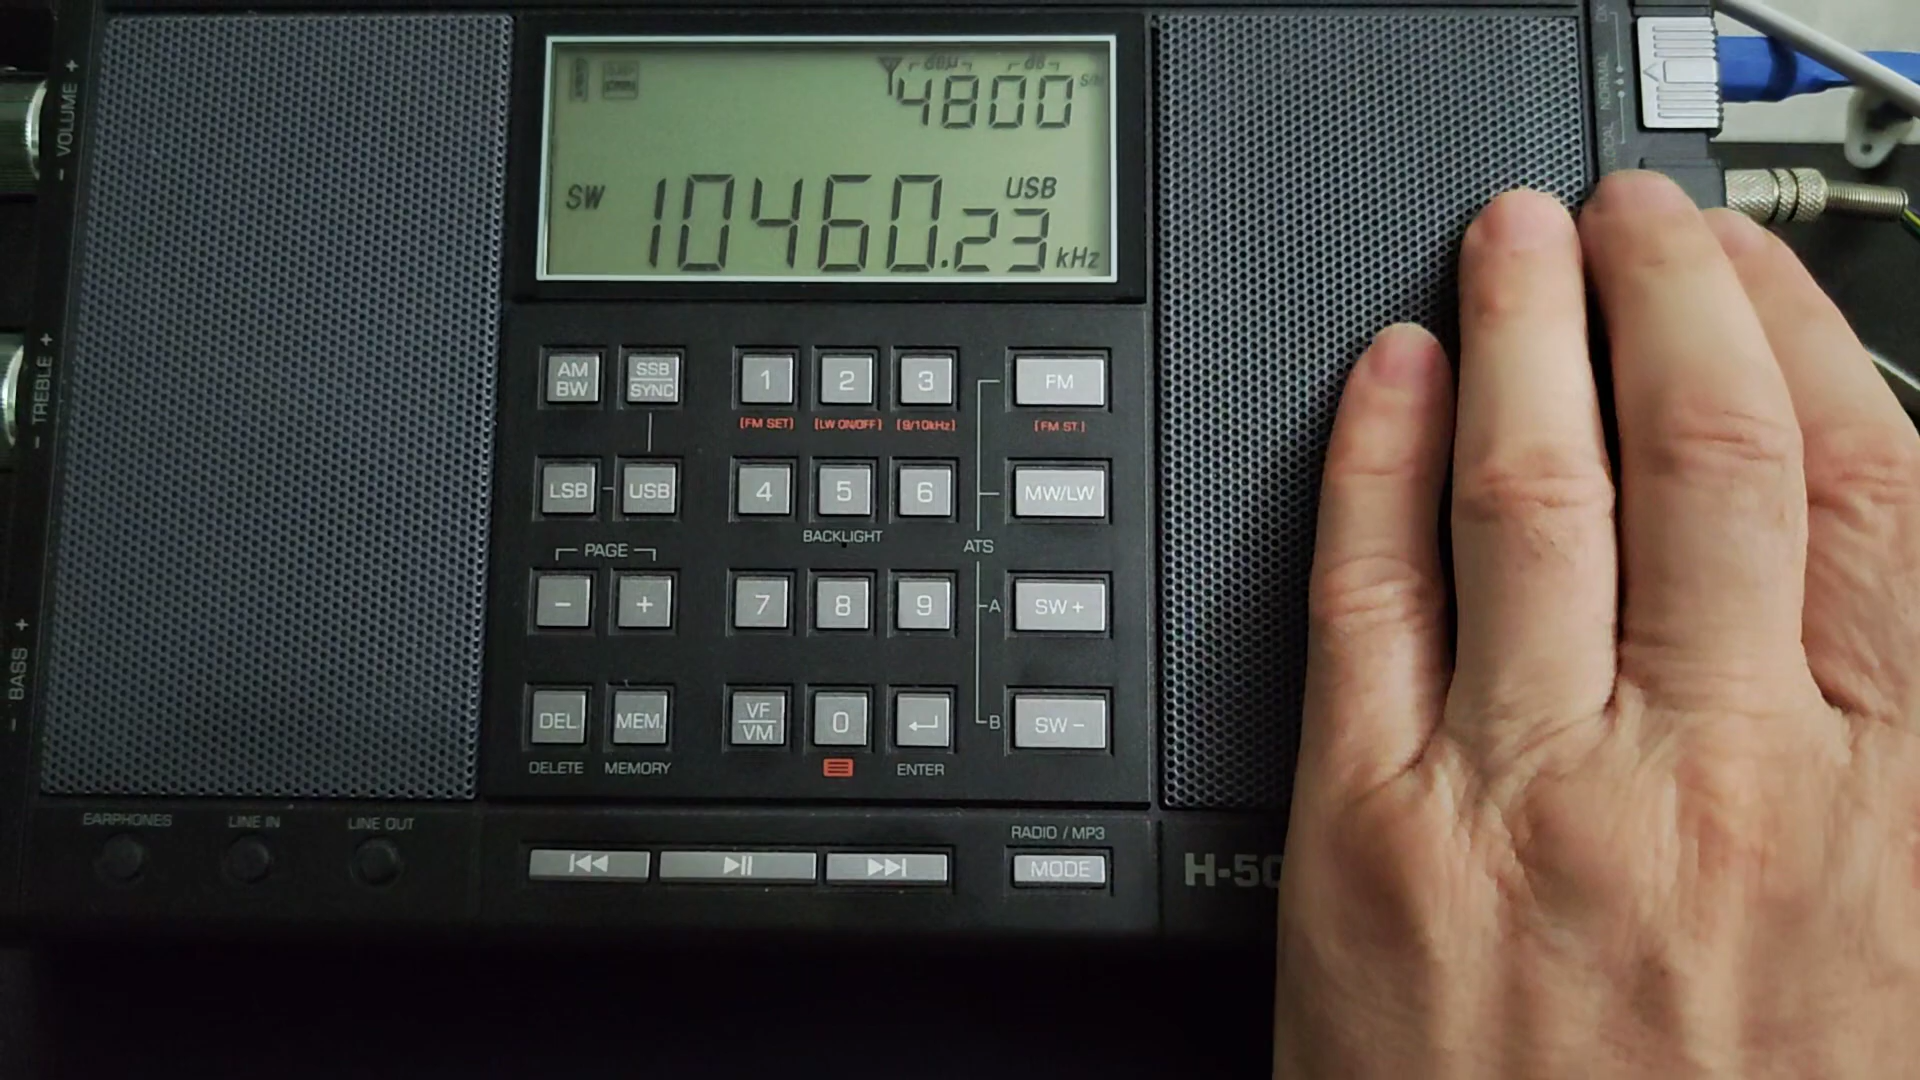 dBµ dB
4800
SW 10460.23 USB kHz
- VOLUME +
- TREBLE +
- BASS +
DX NORMAL LOCAL
AM BW
SSB SYNC
1 2 3
FM
[FM SET] [LW ON/OFF] [9/10kHz] [FM ST.]
LSB USB
4 5 6
MW/LW
BACKLIGHT
ATS
PAGE
- +
7 8 9
A
SW +
DEL MEM.
VF VM
0
B
SW -
DELETE MEMORY ENTER
EARPHONES LINE IN LINE OUT
RADIO / MP3
MODE
H-50